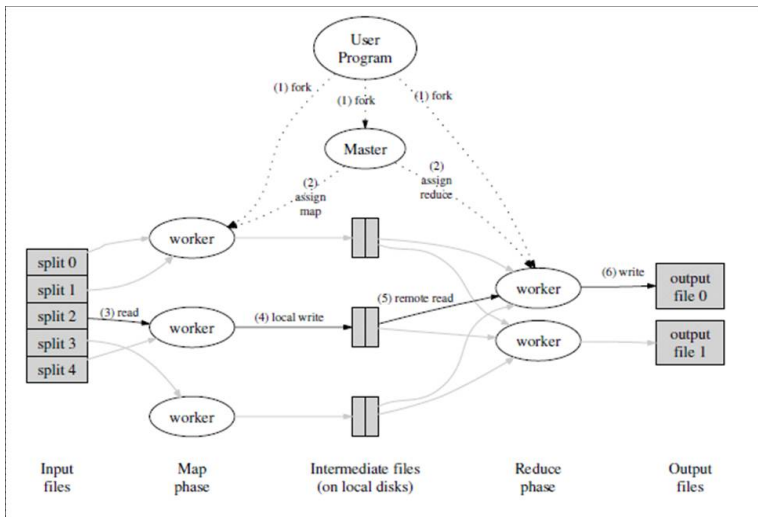 User
Program
(1) fork
(1) fork
(1) fork
Master
(2)
assign
map
(2)
assign
reduce
worker
split 0
split 1
split 2
split 3
split 4
(3) read
worker
(4) local write
(5) remote read
worker
(6) write
output
file 0
worker
output
file 1
worker
Input
files
Map
phase
Intermediate files
(on local disks)
Reduce
phase
Output
files